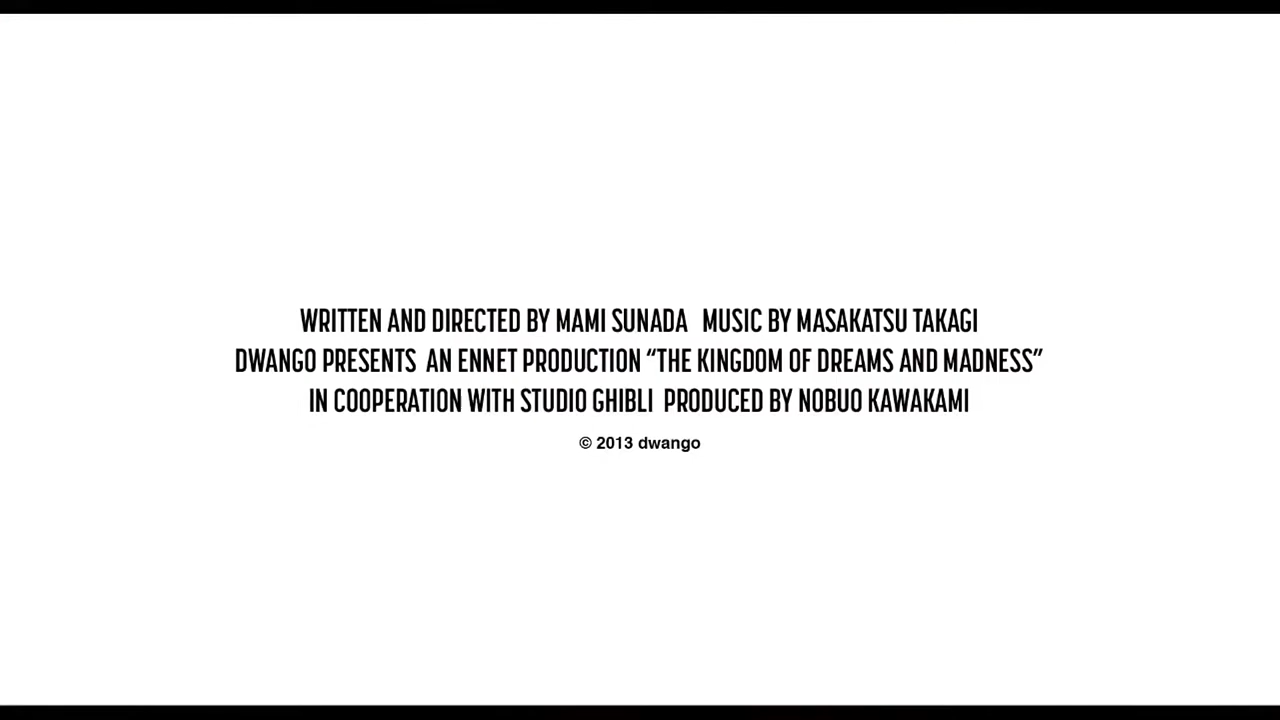 WRITTEN AND DIRECTED BY MAMI SUNADA MUSIC BY MASAKATSU TAKAGI
DWANGO PRESENTS AN ENNET PRODUCTION “THE KINGDOM OF DREAMS AND MADNESS”
IN COOPERATION WITH STUDIO GHIBLI PRODUCED BY NOBUO KAWAKAMI
© 2013 dwango